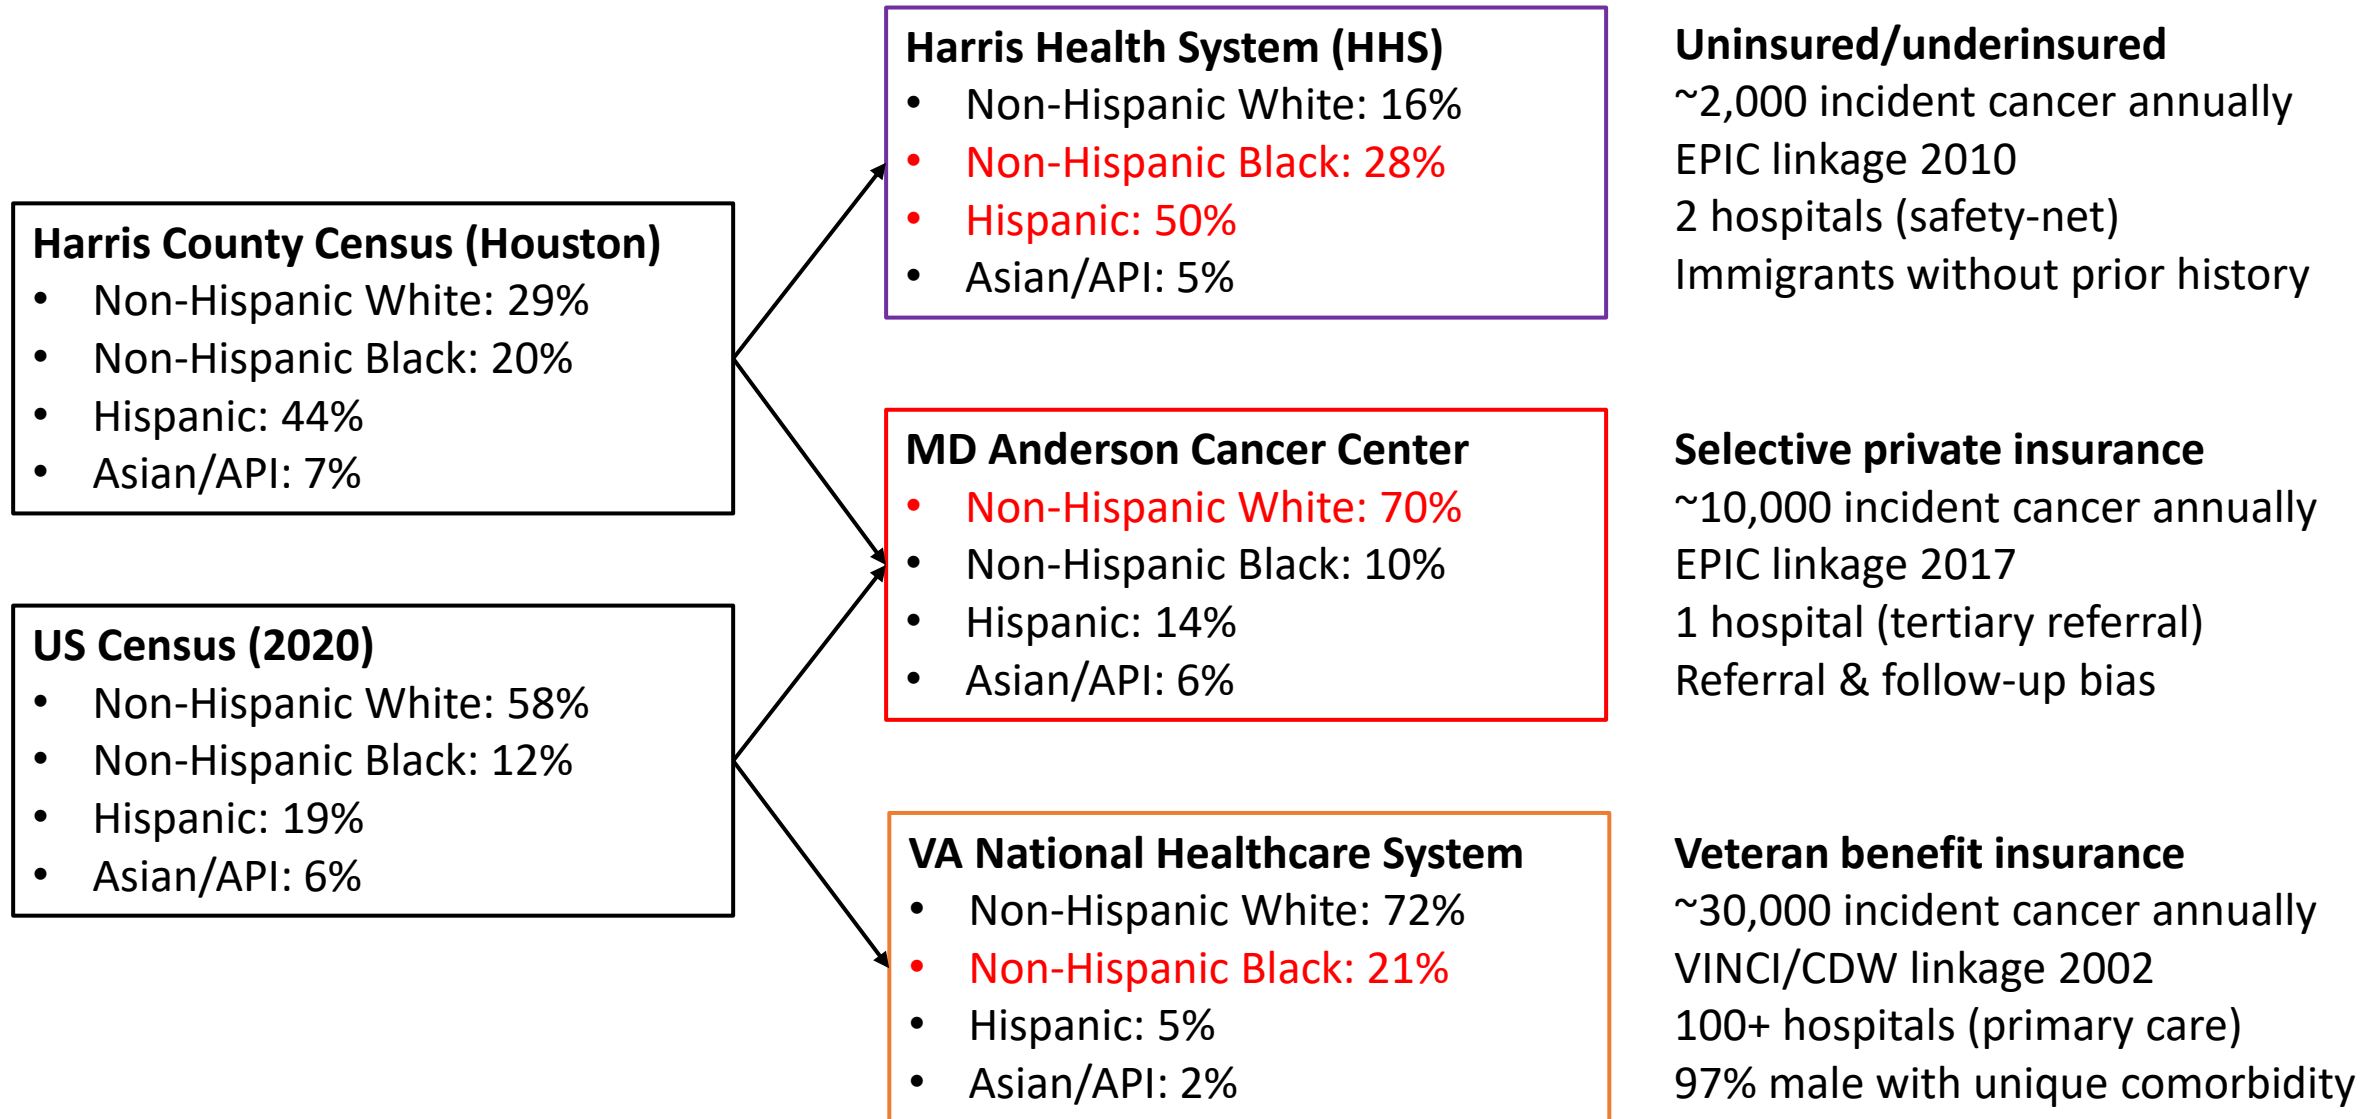 Harris County Census (Houston)
• Non-Hispanic White: 29%
• Non-Hispanic Black: 20%
• Hispanic: 44%
• Asian/API: 7%
US Census (2020)
• Non-Hispanic White: 58%
• Non-Hispanic Black: 12%
• Hispanic: 19%
• Asian/API: 6%
Harris Health System (HHS)
• Non-Hispanic White: 16%
• Non-Hispanic Black: 28%
• Hispanic: 50%
• Asian/API: 5%
Uninsured/underinsured
~2,000 incident cancer annually
EPIC linkage 2010
2 hospitals (safety-net)
Immigrants without prior history
MD Anderson Cancer Center
• Non-Hispanic White: 70%
• Non-Hispanic Black: 10%
• Hispanic: 14%
• Asian/API: 6%
Selective private insurance
~10,000 incident cancer annually
EPIC linkage 2017
1 hospital (tertiary referral)
Referral & follow-up bias
VA National Healthcare System
• Non-Hispanic White: 72%
• Non-Hispanic Black: 21%
• Hispanic: 5%
• Asian/API: 2%
Veteran benefit insurance
~30,000 incident cancer annually
VINCI/CDW linkage 2002
100+ hospitals (primary care)
97% male with unique comorbidity